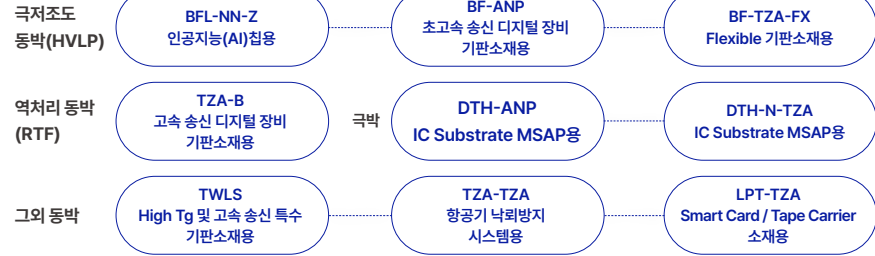 극저조도
동박(HVLP)
BFL-NN-Z
인공지능(AI)칩용
BF-ANP
초고속 송신 디지털 장비
기판소재용
BF-TZA-FX
Flexible 기판소재용
역처리 동박
(RTF)
TZA-B
고속 송신 디지털 장비
기판소재용
극박
DTH-ANP
IC Substrate MSAP용
DTH-N-TZA
IC Substrate MSAP용
그외 동박
TWLS
High Tg 및 고속 송신 특수
기판소재용
TZA-TZA
항공기 낙뢰방지
시스템용
LPT-TZA
Smart Card / Tape Carrier
소재용